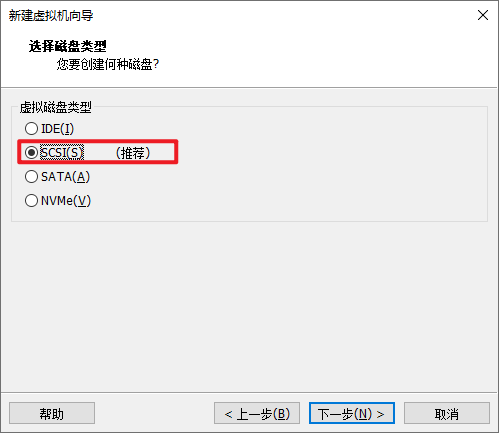 新建虚拟机向导
选择磁盘类型
您要创建何种磁盘?
虚拟磁盘类型
IDE(I)
SCSI(S) （推荐）
SATA(A)
NVMe(V)
帮助 < 上一步(B) 下一步(N) > 取消